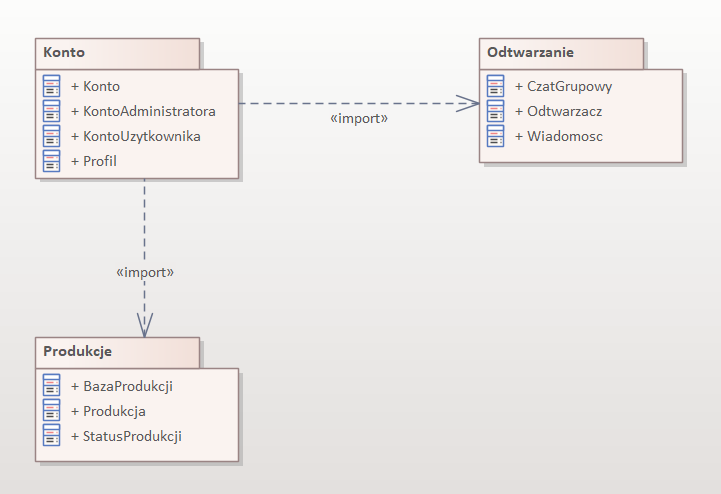 Konto
+ Konto
+ KontoAdministratora
+ KontoUzytkownika
+ Profil
«import»
Odtwarzanie
+ CzatGrupowy
+ Odtwarzacz
+ Wiadomosc
«import»
Produkcje
+ BazaProdukcji
+ Produkcja
+ StatusProdukcji